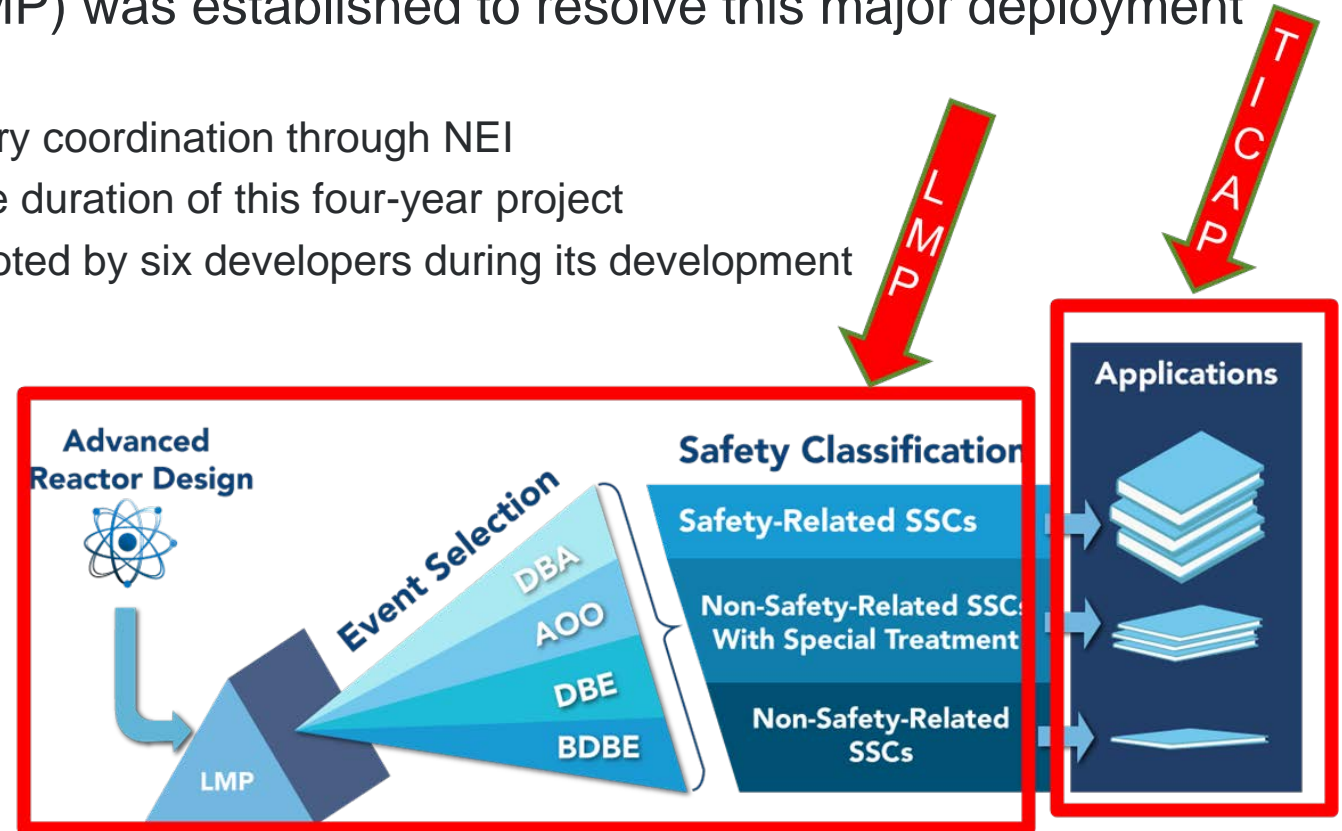 MP) was established to resolve this major deployment
ry coordination through NEI
e duration of this four-year project
oted by six developers during its development
LMP
TICAP
Advanced
Reactor Design
LMP
Event Selection
DBA
AOO
DBE
BDBE
Safety Classification
Safety-Related SSCs
Non-Safety-Related SSCs
With Special Treatment
Non-Safety-Related
SSCs
Applications